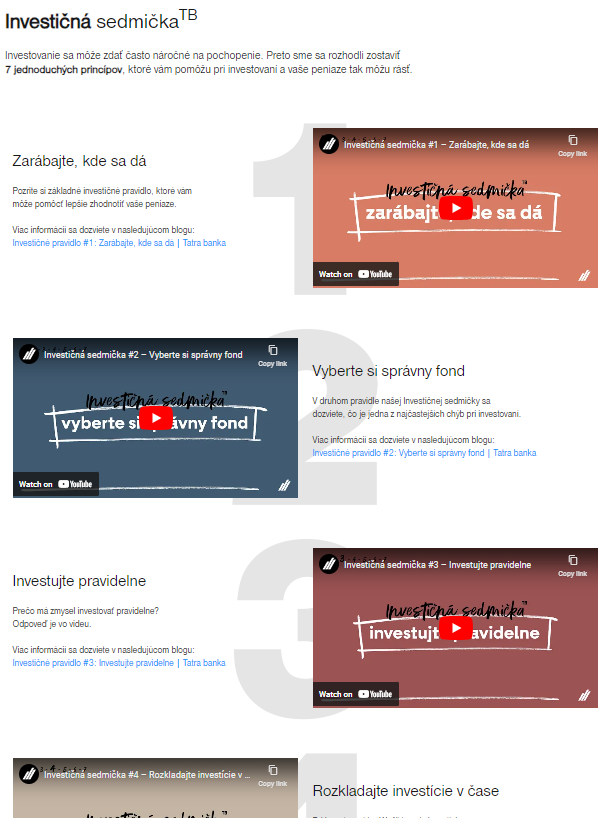 Investičná sedmičkaTB
Investovanie sa môže zdať často náročné na pochopenie. Preto sme sa rozhodli zostaviť
7 jednoduchých princípov, ktoré vám pomôžu pri investovaní a vaše peniaze tak môžu rásť.
1
Zarábajte, kde sa dá
Pozrite si základné investičné pravidlo, ktoré vám
môže pomôcť lepšie zhodnotiť vaše peniaze.
Viac informácií sa dozviete v nasledujúcom blogu:
Investičné pravidlo #1: Zarábajte, kde sa dá | Tatra banka
Investičná sedmička #1 – Zarábajte, kde sa dá
Copy link
Investičná sedmička
zarábajt de sa dá
Watch on YouTube
2
Investičná sedmička #2 – Vyberte si správny fond
Copy link
Investičná sedmička
vyberte si správny fond
Watch on YouTube
Vyberte si správny fond
V druhom pravidle našej Investičnej sedmičky sa
dozviete, čo je jedna z najčastejších chýb pri investovaní.
Viac informácií sa dozviete v nasledujúcom blogu:
Investičné pravidlo #2: Vyberte si správny fond | Tatra banka
3
Investujte pravidelne
Prečo má zmysel investovať pravidelne?
Odpoveď je vo videu.
Viac informácií sa dozviete v nasledujúcom blogu:
Investičné pravidlo #3: Investujte pravidelne | Tatra banka
Investičná sedmička #3 – Investujte pravidelne
Copy link
Investičná sedmička
investujt avidelne
Watch on YouTube
Investičná sedmička #4 – Rozkladajte investície v ...
Copy link
Rozkladajte investície v čase